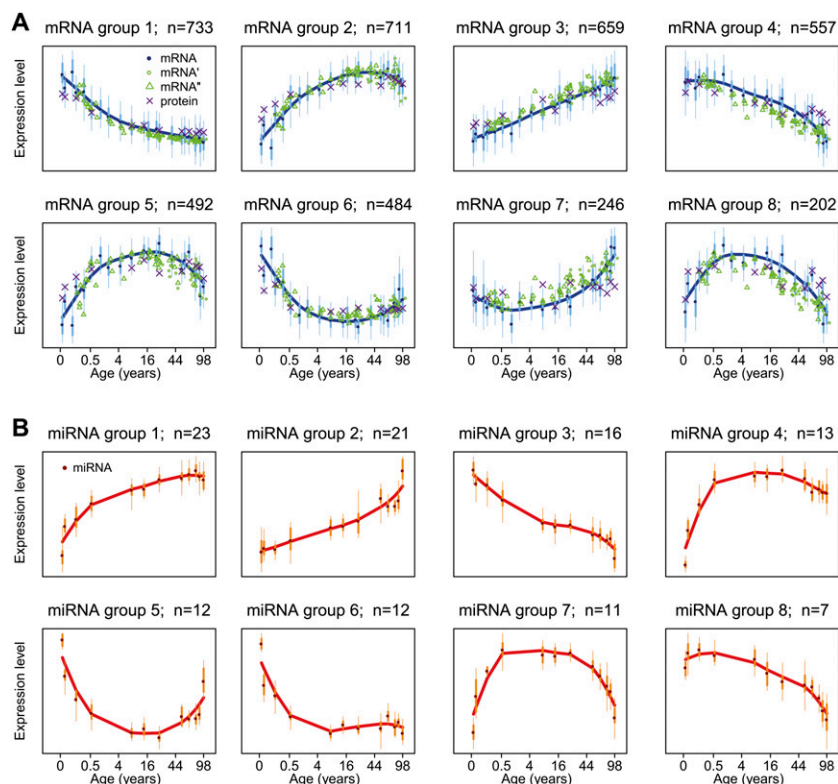 A
mRNA group 1; n=733
mRNA group 2; n=711
mRNA group 3; n=659
mRNA group 4; n=557
Expression level
mRNA
mRNA'
mRNA"
protein
mRNA group 5; n=492
mRNA group 6; n=484
mRNA group 7; n=246
mRNA group 8; n=202
Expression level
0 0.5 4 16 44 98
0 0.5 4 16 44 98
0 0.5 4 16 44 98
0 0.5 4 16 44 98
Age (years)
Age (years)
Age (years)
Age (years)
B
miRNA group 1; n=23
miRNA group 2; n=21
miRNA group 3; n=16
miRNA group 4; n=13
Expression level
miRNA
miRNA group 5; n=12
miRNA group 6; n=12
miRNA group 7; n=11
miRNA group 8; n=7
Expression level
0 0.5 4 16 44 98
0 0.5 4 16 44 98
0 0.5 4 16 44 98
0 0.5 4 16 44 98
Age (years)
Age (years)
Age (years)
Age (years)